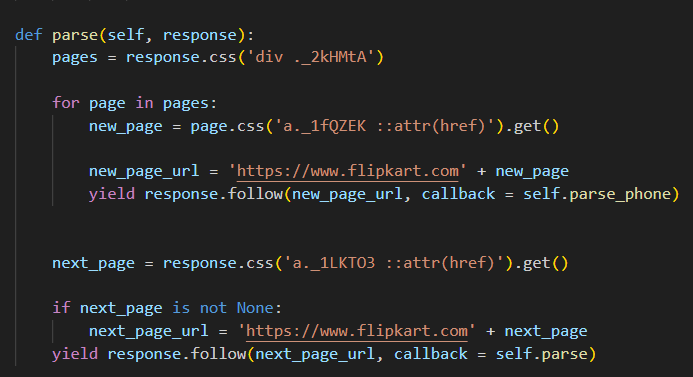 def parse(self, response):
    pages = response.css('div ._2kHMtA')

    for page in pages:
        new_page = page.css('a._1fQZEK ::attr(href)').get()

        new_page_url = 'https://www.flipkart.com' + new_page
        yield response.follow(new_page_url, callback = self.parse_phone)


    next_page = response.css('a._1LKTO3 ::attr(href)').get()

    if next_page is not None:
        next_page_url = 'https://www.flipkart.com' + next_page
    yield response.follow(next_page_url, callback = self.parse)